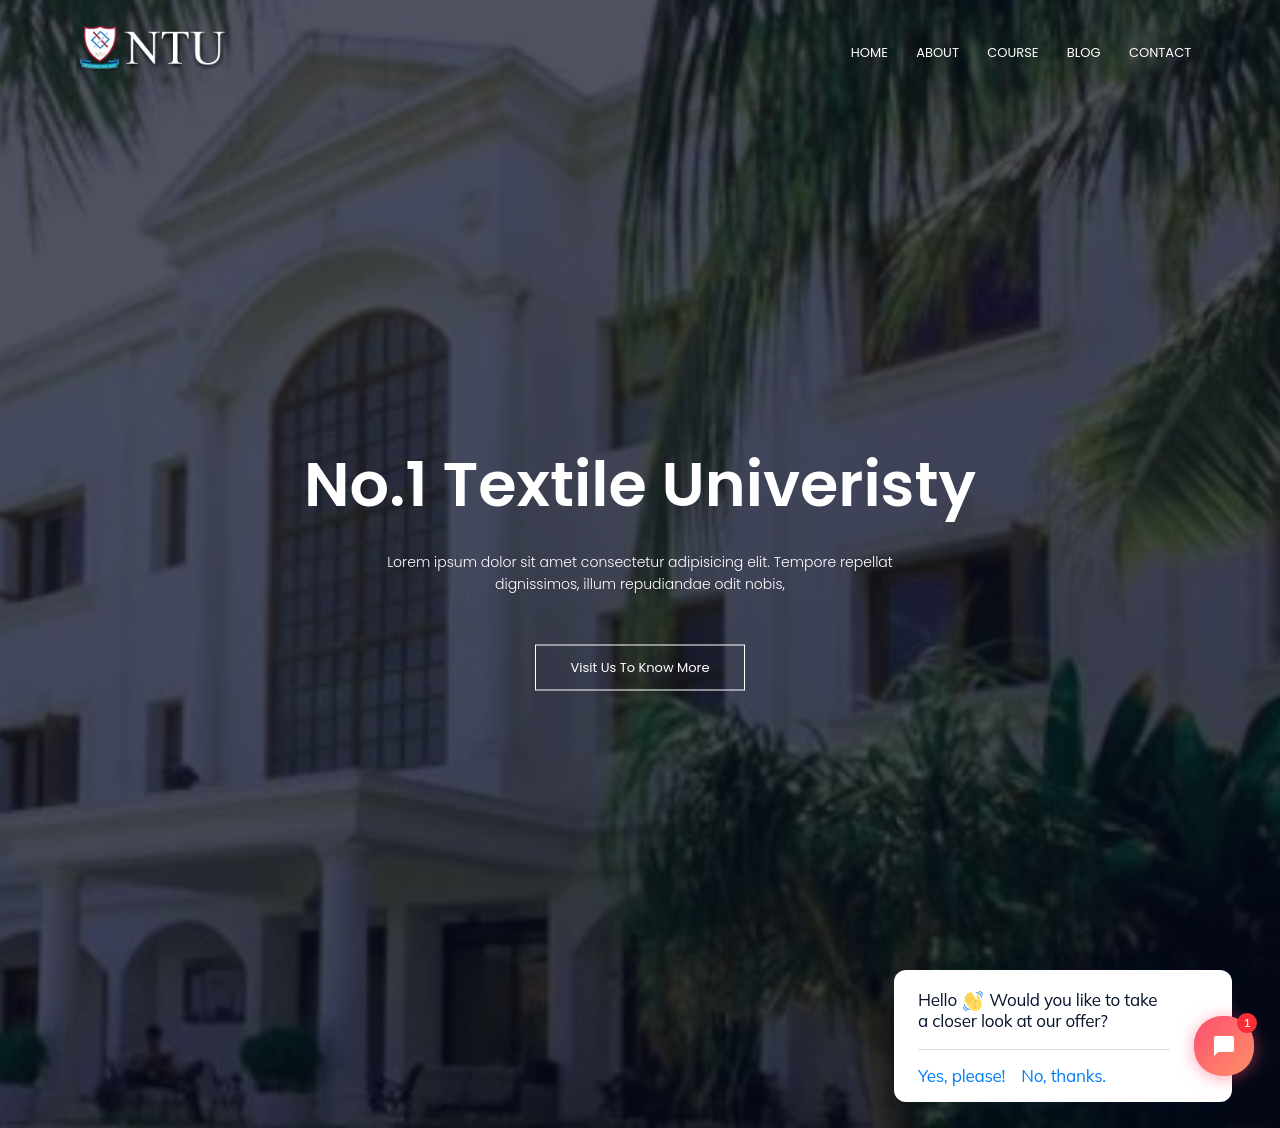 NTU
HOME ABOUT COURSE BLOG CONTACT
No.1 Textile Univeristy
Lorem ipsum dolor sit amet consectetur adipisicing elit. Tempore repellat
dignissimos, illum repudiandae odit nobis,
Visit Us To Know More
Hello 👋 Would you like to take
a closer look at our offer?
1
Yes, please! No, thanks.